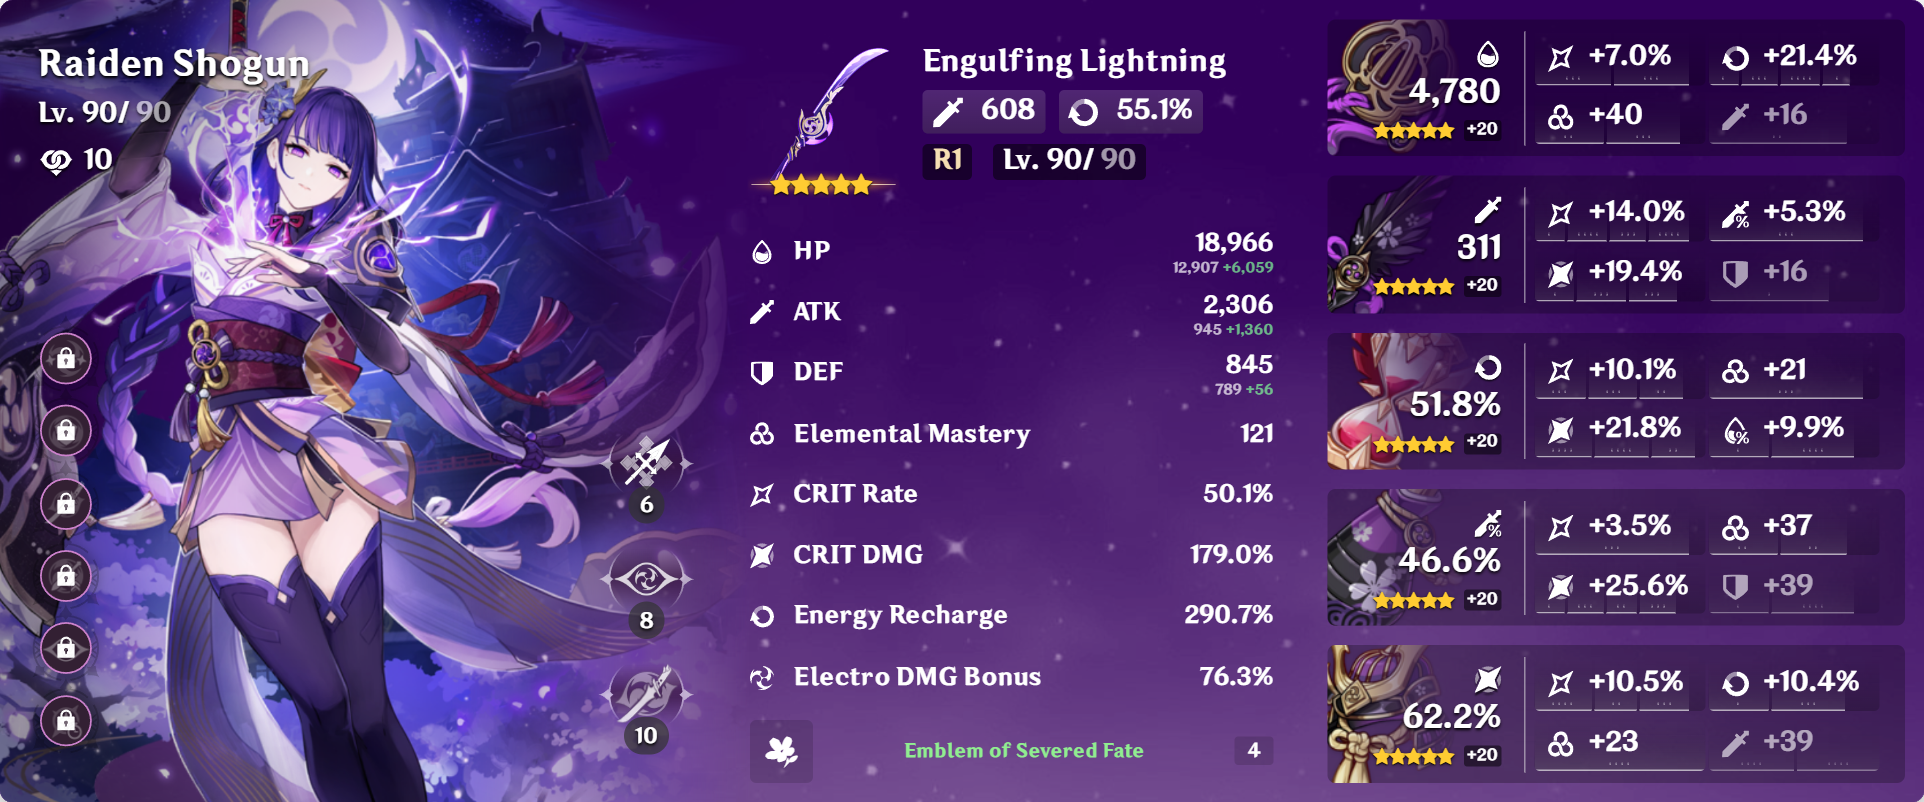 Raiden Shogun
Lv. 90/ 90
10
6
8
10
Engulfing Lightning
608 55.1%
R1 Lv. 90/ 90
HP 18,966
12,907 +6,059
ATK 2,306
945 +1,360
DEF 845
789 +56
Elemental Mastery 121
CRIT Rate 50.1%
CRIT DMG 179.0%
Energy Recharge 290.7%
Electro DMG Bonus 76.3%
Emblem of Severed Fate 4
4,780
+20
+7.0% +21.4%
+40 +16
311
+20
+14.0% +5.3%
+19.4% +16
51.8%
+20
+10.1% +21
+21.8% +9.9%
46.6%
+20
+3.5% +37
+25.6% +39
62.2%
+20
+10.5% +10.4%
+23 +39